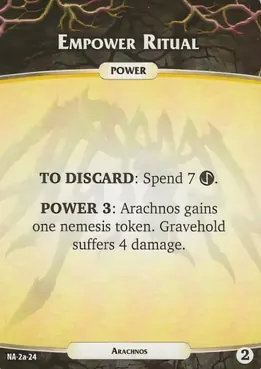 EMPOWER RITUAL
POWER
TO DISCARD: Spend 7 .
POWER 3: Arachnos gains
one nemesis token. Gravehold
suffers 4 damage.
NA-2a-24
ARACHNOS
2